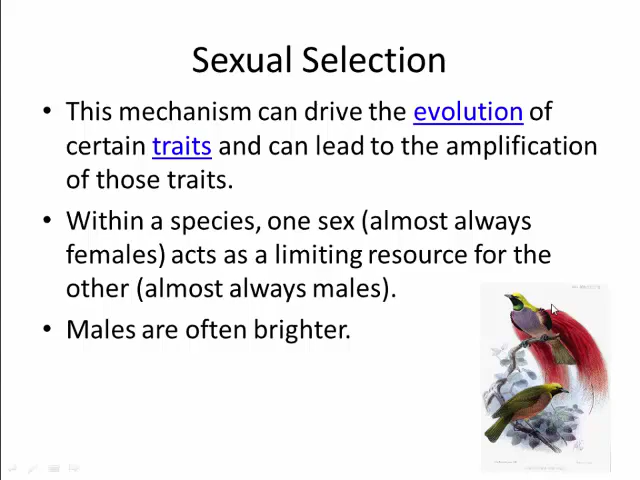 Sexual Selection
• This mechanism can drive the evolution of
certain traits and can lead to the amplification
of those traits.
• Within a species, one sex (almost always
females) acts as a limiting resource for the
other (almost always males).
• Males are often brighter.